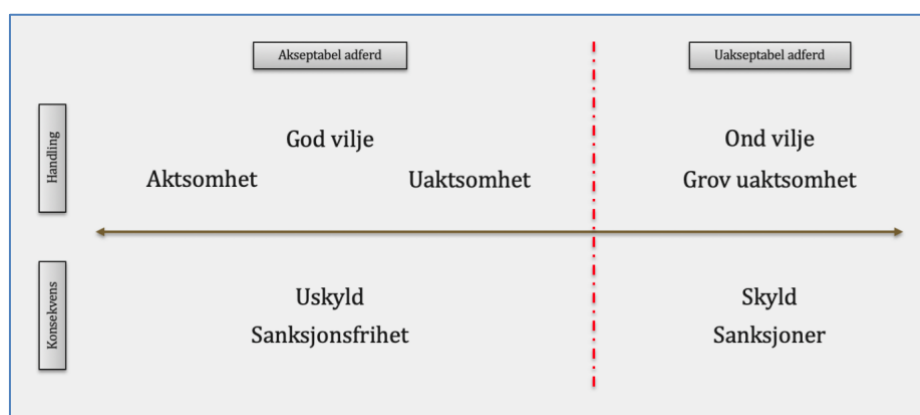 Akseptabel adferd
Uakseptabel adferd
Handling
God vilje
Ond vilje
Aktsomhet
Uaktsomhet
Grov uaktsomhet
Konsekvens
Uskyld
Skyld
Sanksjonsfrihet
Sanksjoner